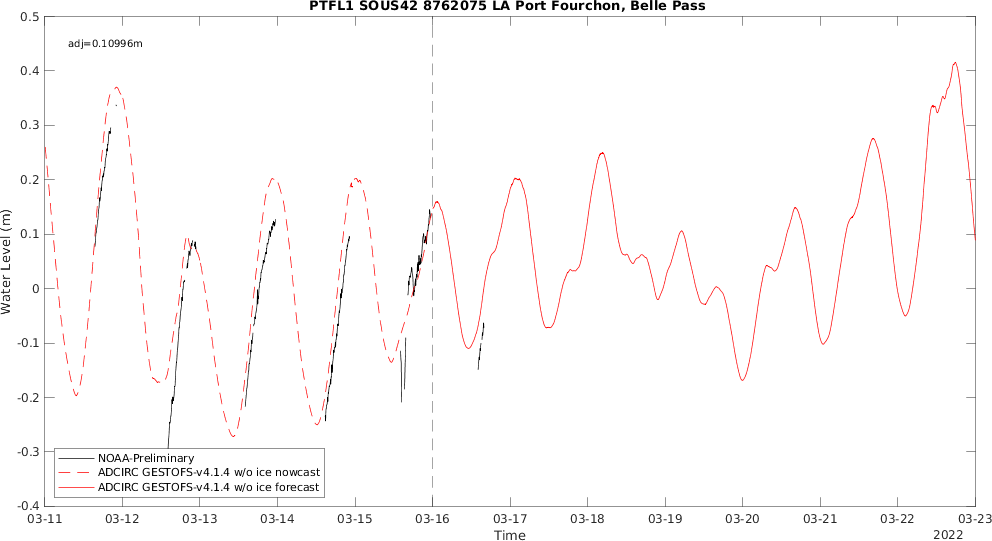 PTFL1 SOUS42 8762075 LA Port Fourchon, Belle Pass
adj=0.10996m
0.5
0.4
0.3
0.2
0.1
0
-0.1
-0.2
-0.3
-0.4
Water Level (m)
NOAA-Preliminary
ADCIRC GESTOFS-v4.1.4 w/o ice nowcast
ADCIRC GESTOFS-v4.1.4 w/o ice forecast
03-11 03-12 03-13 03-14 03-15 03-16 03-17 03-18 03-19 03-20 03-21 03-22 03-23
Time
2022